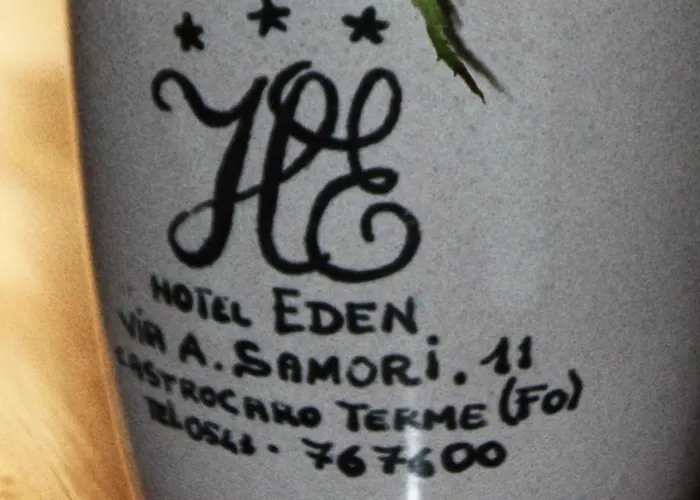 ★ ★ ★
HE
HOTEL EDEN
VIA A. SAMORI. 11
CASTROCARO TERME (FO)
TEL. 0543 - 767600